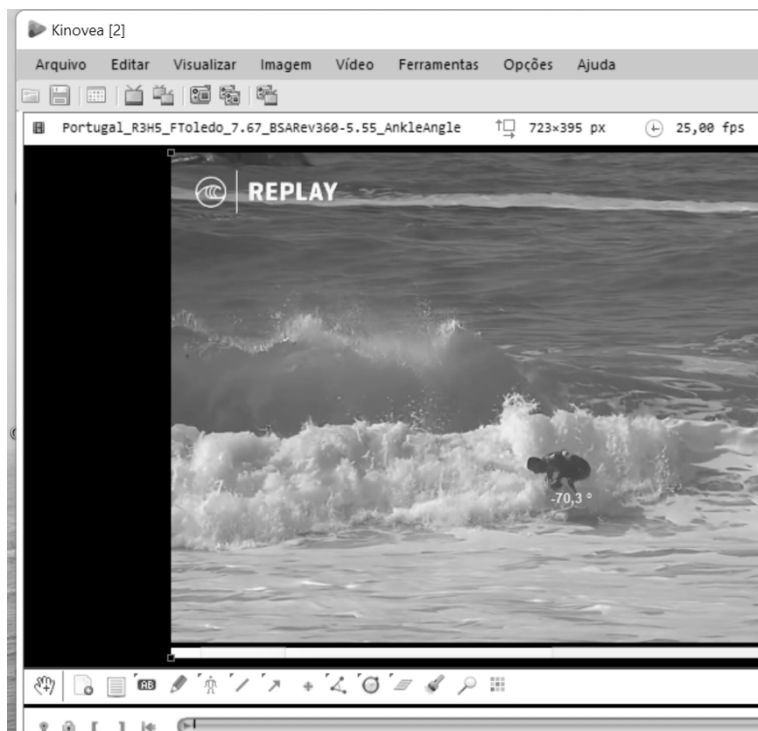 Kinovea [2]
Arquivo Editar Visualizar Imagem Vídeo Ferramentas Opções Ajuda
Portugal_R3H5_FToledo_7.67_BSARev360-5.55_AnkleAngle 723×395 px 25,00 fps
REPLAY
-70,3 °
AB